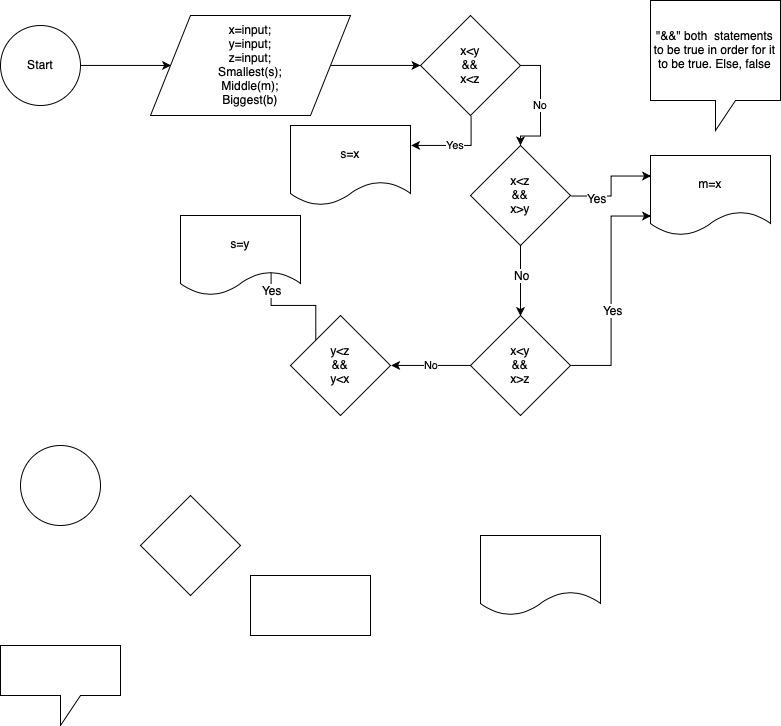 Start
x=input;
y=input;
z=input;
Smallest(s);
Middle(m);
Biggest(b)
x<y
&&
x<z
"&&" both  statements
to be true in order for it
to be true. Else, false
No
Yes
s=x
x<z
&&
x>y
Yes
m=x
s=y
No
Yes
Yes
x<y
&&
x>z
No
y<z
&&
y<x